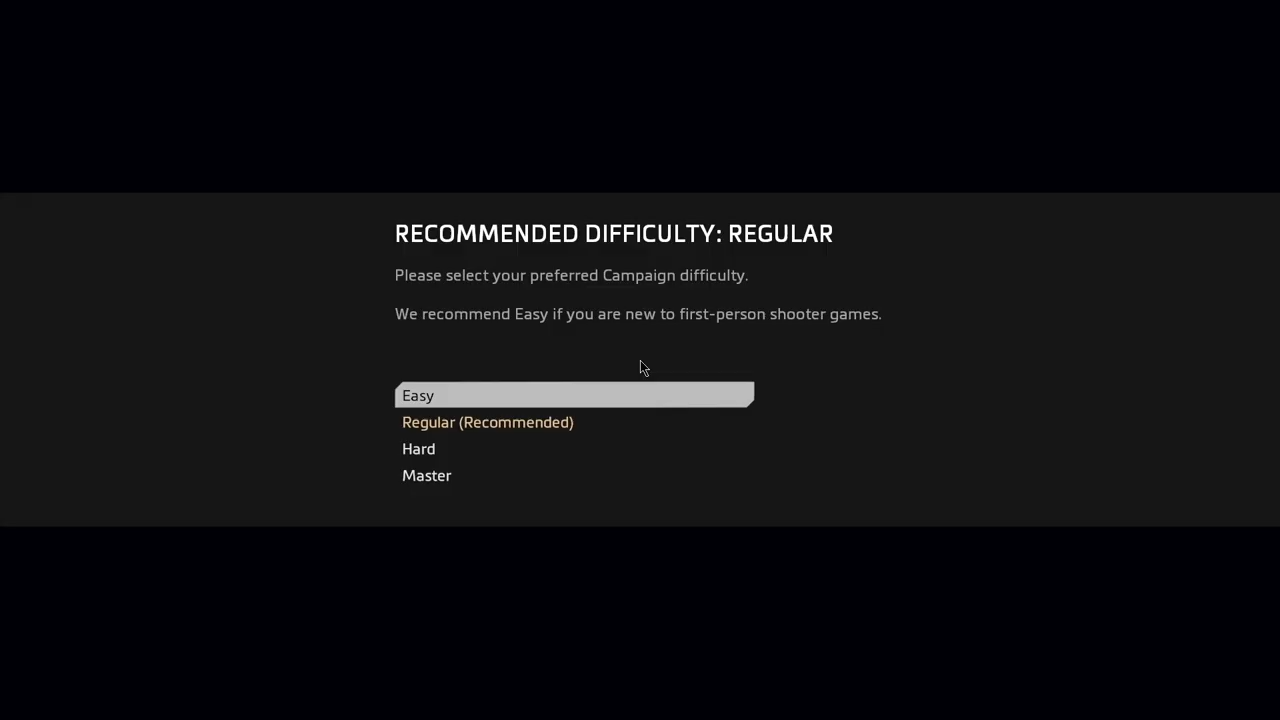 RECOMMENDED DIFFICULTY: REGULAR
Please select your preferred Campaign difficulty.
We recommend Easy if you are new to first-person shooter games.
Easy
Regular (Recommended)
Hard
Master